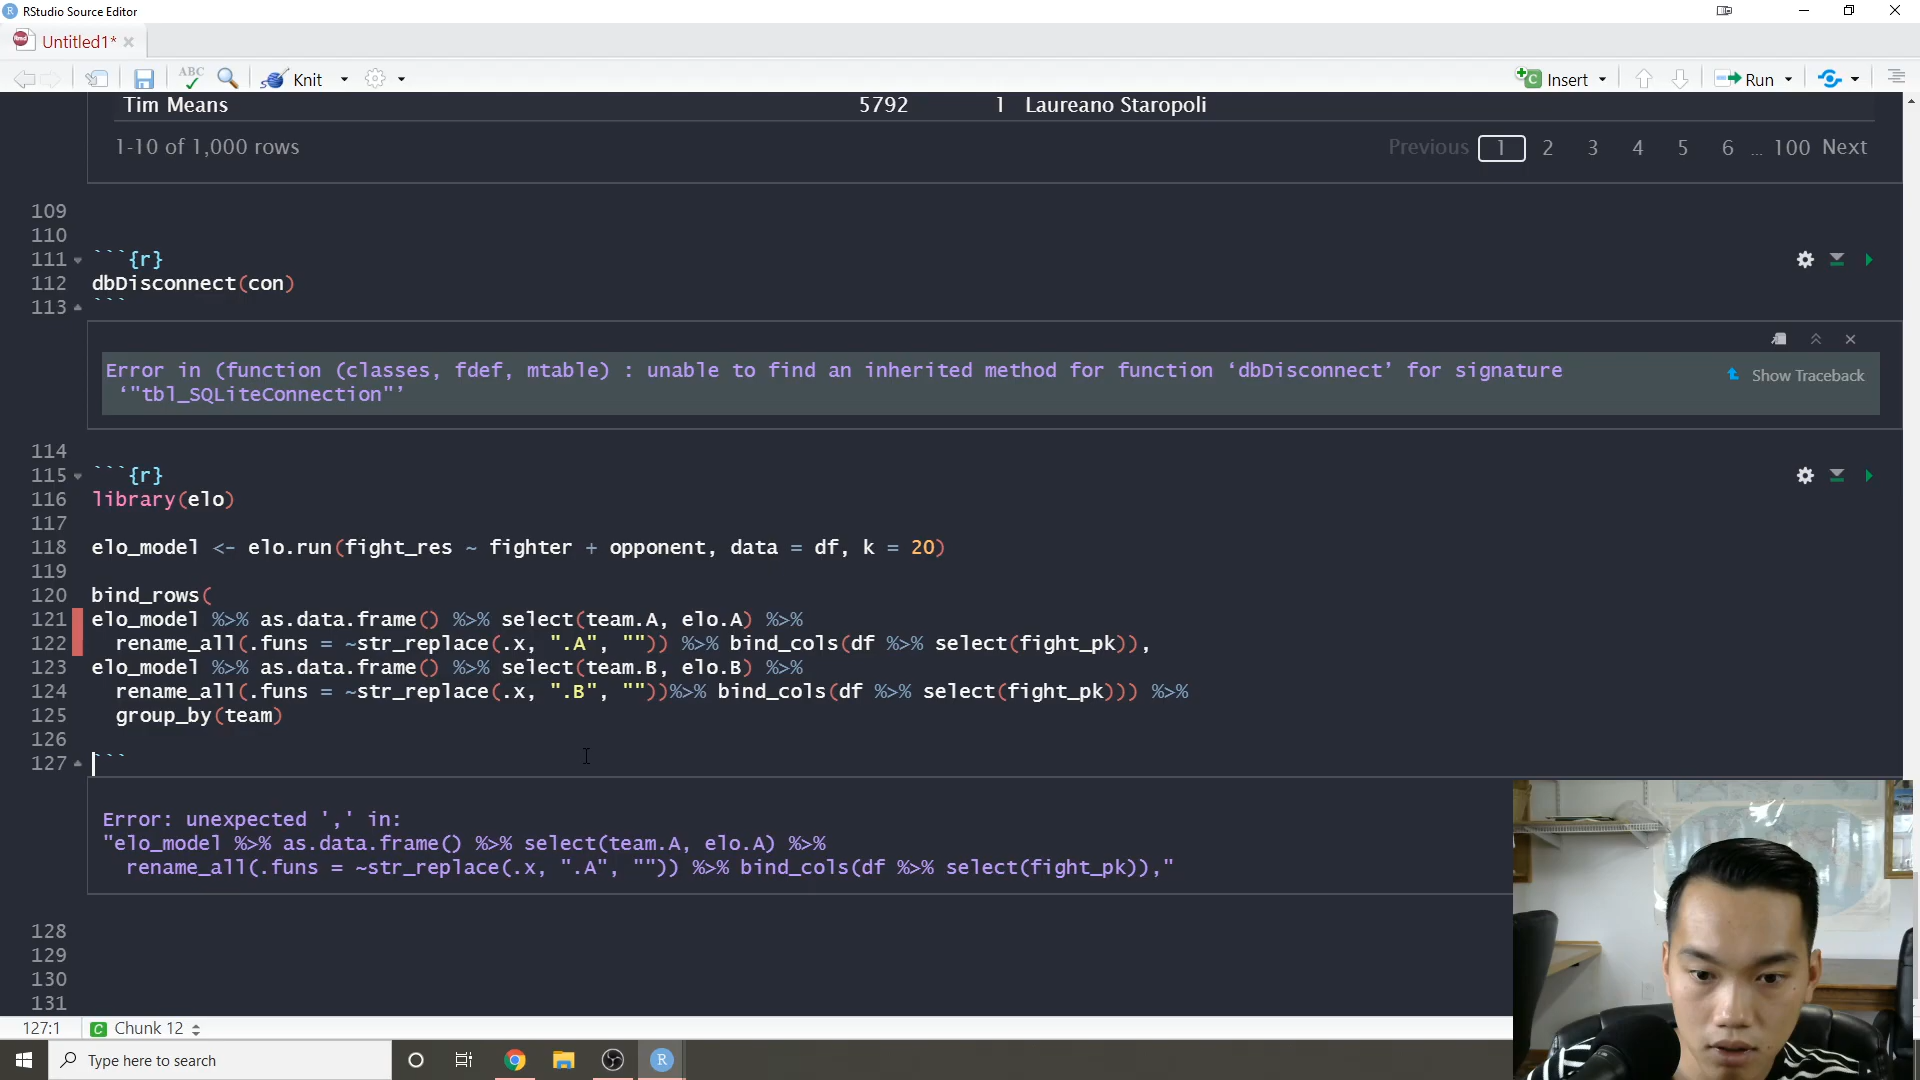 RStudio Source Editor
Untitled1*
ABC Knit Insert Run
Tim Means 5792 1 Laureano Staropoli
1-10 of 1,000 rows Previous 1 2 3 4 5 6 ... 100 Next
109
110
111 ```{r}
112 dbDisconnect(con)
113 ```
Error in (function (classes, fdef, mtable) : unable to find an inherited method for function ‘dbDisconnect’ for signature
‘"tbl_SQLiteConnection"’
Show Traceback
114
115 ```{r}
116 library(elo)
117
118 elo_model <- elo.run(fight_res ~ fighter + opponent, data = df, k = 20)
119
120 bind_rows(
121 elo_model %>% as.data.frame() %>% select(team.A, elo.A) %>%
122 rename_all(.funs = ~str_replace(.x, ".A", "")) %>% bind_cols(df %>% select(fight_pk)),
123 elo_model %>% as.data.frame() %>% select(team.B, elo.B) %>%
124 rename_all(.funs = ~str_replace(.x, ".B", ""))%>% bind_cols(df %>% select(fight_pk))) %>%
125 group_by(team)
126
127 ```
Error: unexpected ',' in:
"elo_model %>% as.data.frame() %>% select(team.A, elo.A) %>%
rename_all(.funs = ~str_replace(.x, ".A", "")) %>% bind_cols(df %>% select(fight_pk)),"
128
129
130
131
127:1 C Chunk 12
Type here to search
R